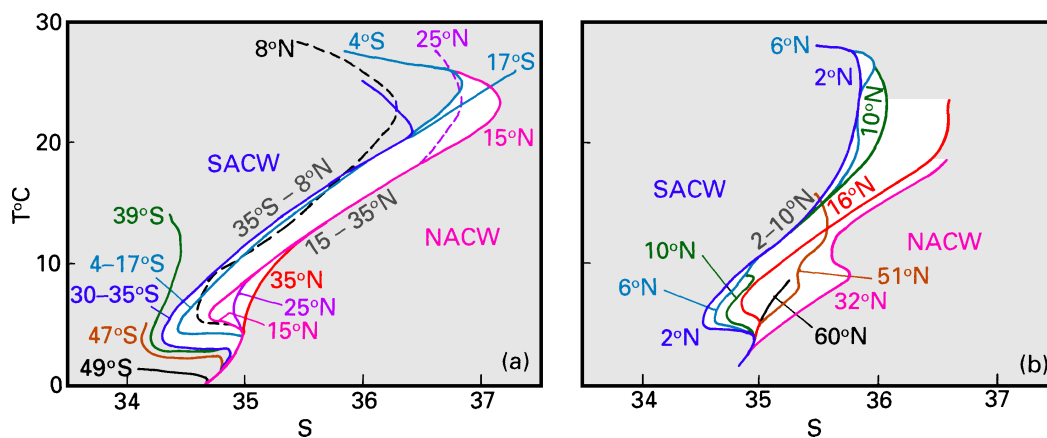 30
20
10
0
T°C
34
35
36
37
S
8°N
4°S
25°N
17°S
15°N
SACW
35°S – 8°N
15 – 35°N
NACW
39°S
4–17°S
30–35°S
47°S
49°S
35°N
25°N
15°N
(a)
6°N
2°N
10°N
SACW
2–10°N
16°N
NACW
10°N
6°N
2°N
51°N
32°N
60°N
(b)
34
35
36
37
S